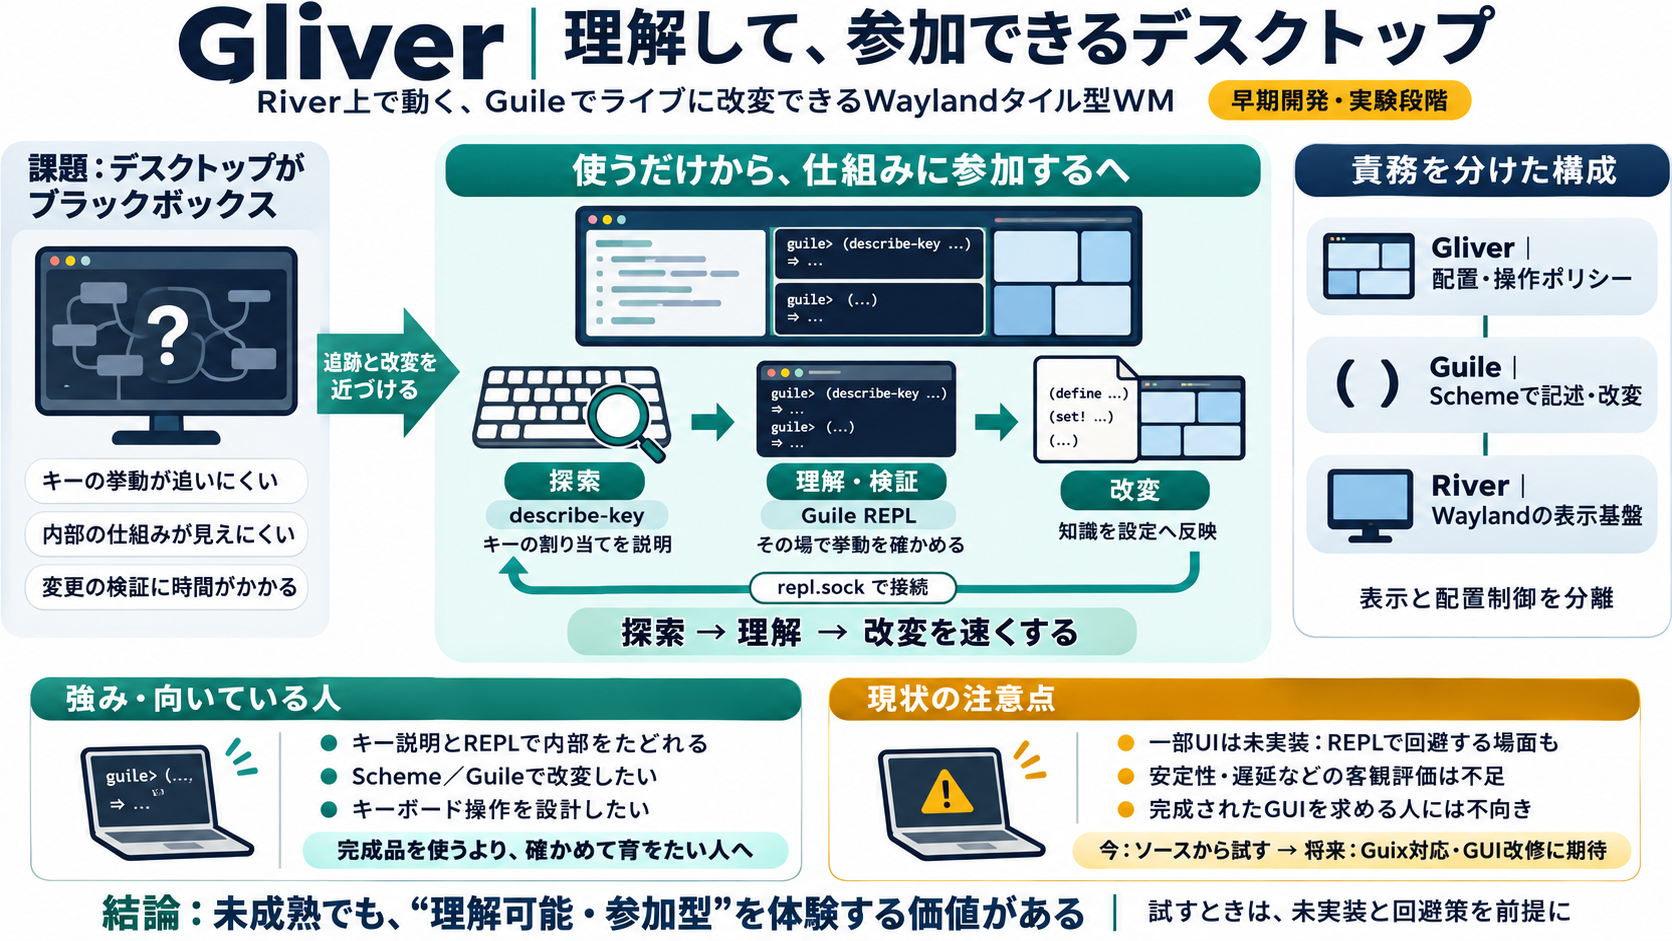 Gliver | 理解して、参加できるデスクトップ
River上で動く、Guileでライブに改変できるWaylandタイル型WM
早期開発・実験段階
課題：デスクトップが
ブラックボックス
?
キーの挙動が追いにくい
内部の仕組みが見えにくい
変更の検証に時間がかかる
追跡と改変を
近づける
使うだけから、仕組みに参加するへ
guile> (describe-key ...)
⇒ ...
guile> (...)
⇒ ...
guile> (describe-key ...)
⇒ ...
guile> (...)
⇒ ...
(define ...)
(set! ...)
(...)
探索
describe-key
キーの割り当てを説明
理解・検証
Guile REPL
その場で挙動を確かめる
改変
知識を設定へ反映
repl.sock で接続
探索 → 理解 → 改変を速くする
責務を分けた構成
Gliver |
配置・操作ポリシー
( )
Guile |
Schemeで記述・改変
River |
Waylandの表示基盤
表示と配置制御を分離
強み・向いている人
guile> (...,
⇒ ...
キー説明とREPLで内部をたどれる
Scheme／Guileで改変したい
キーボード操作を設計したい
完成品を使うより、確かめて育をたい人へ
現状の注意点
一部UIは未実装：REPLで回避する場面も
安定性・遅延などの客観評価は不足
完成されたGUIを求める人には不向き
今：ソースから試す → 将来：Guix対応・GUI改修に期待
結論：未成熟でも、“理解可能・参加型”を体験する価値がある
試すときは、未実装と回避策を前提に